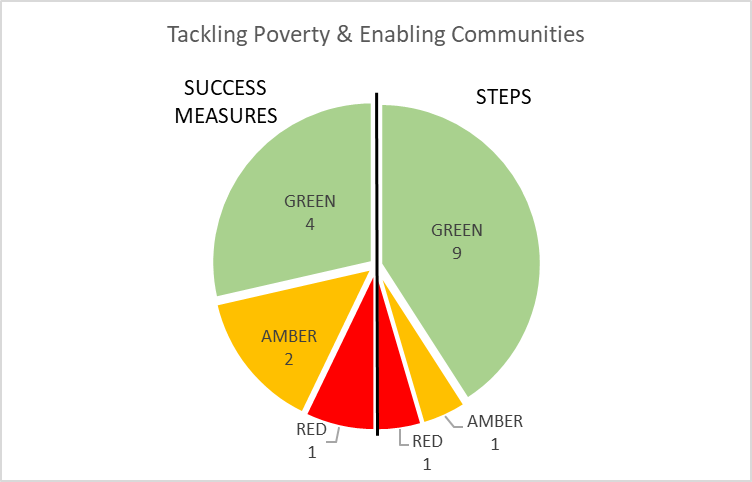 Tackling Poverty & Enabling Communities
SUCCESS
MEASURES
STEPS
GREEN
4
GREEN
9
AMBER
2
RED
1
RED
1
AMBER
1